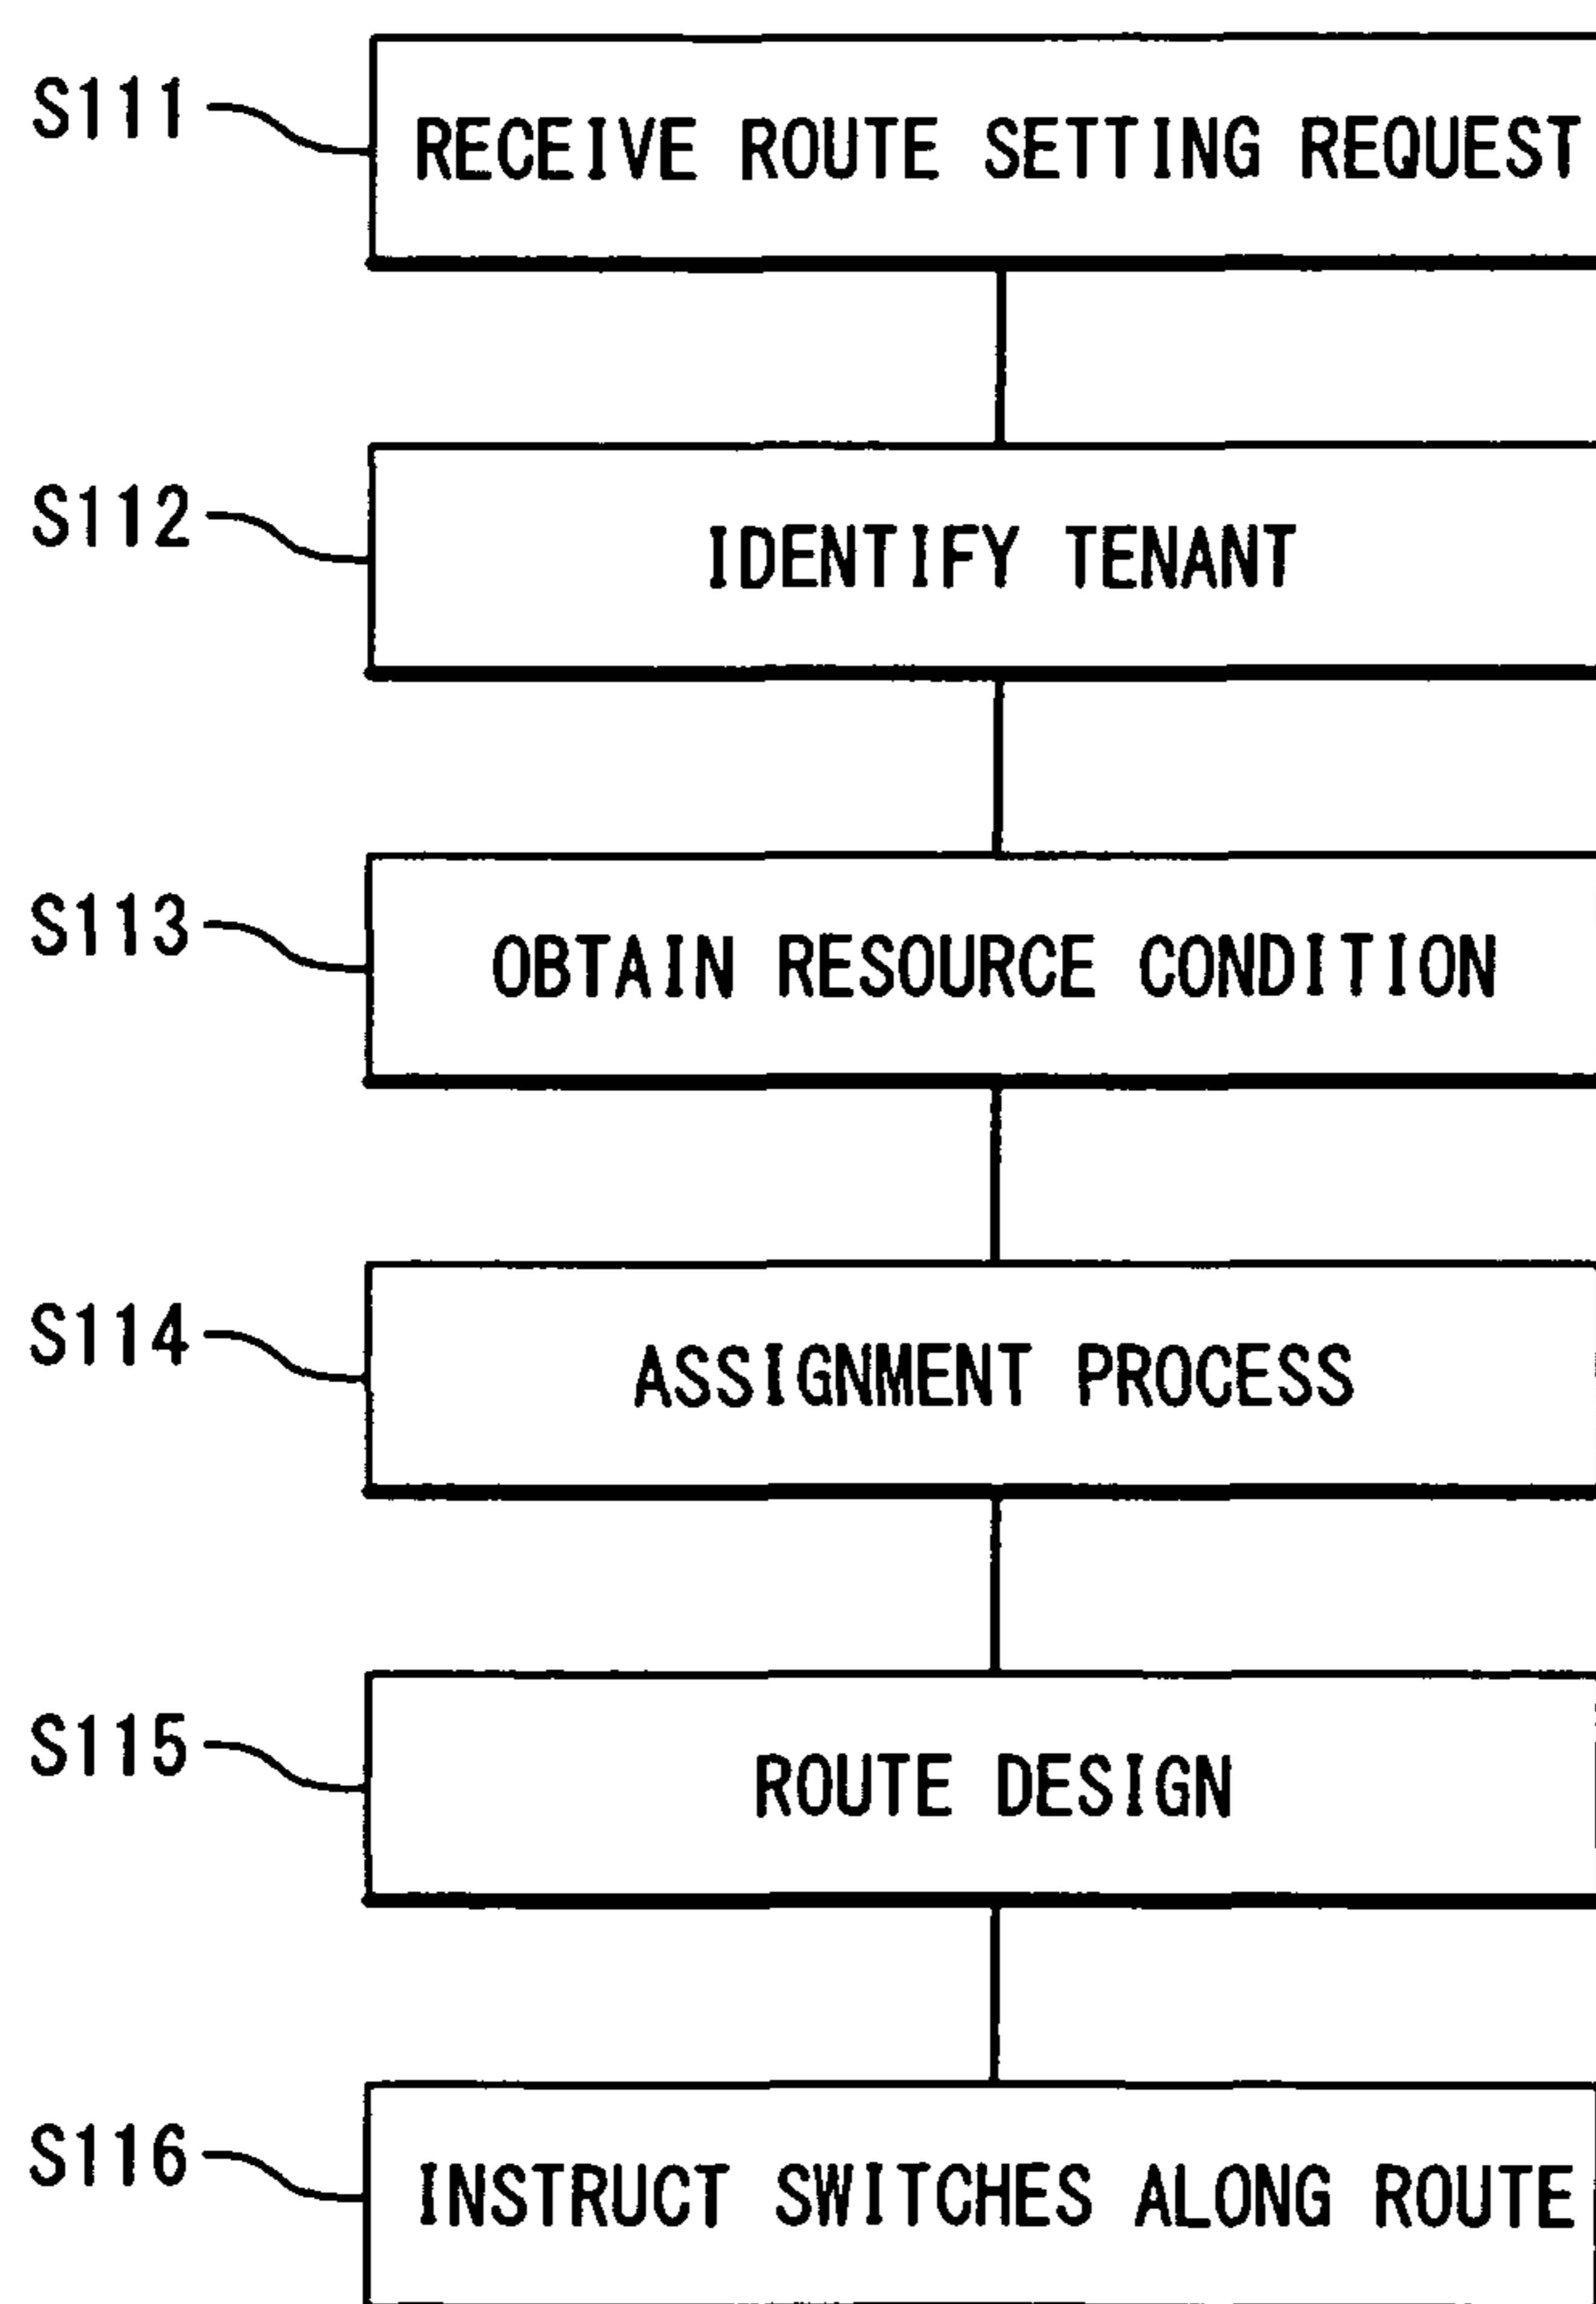 S111
RECEIVE ROUTE SETTING REQUEST
S112
IDENTIFY TENANT
S113
OBTAIN RESOURCE CONDITION
S114
ASSIGNMENT PROCESS
S115
ROUTE DESIGN
S116
INSTRUCT SWITCHES ALONG ROUTE